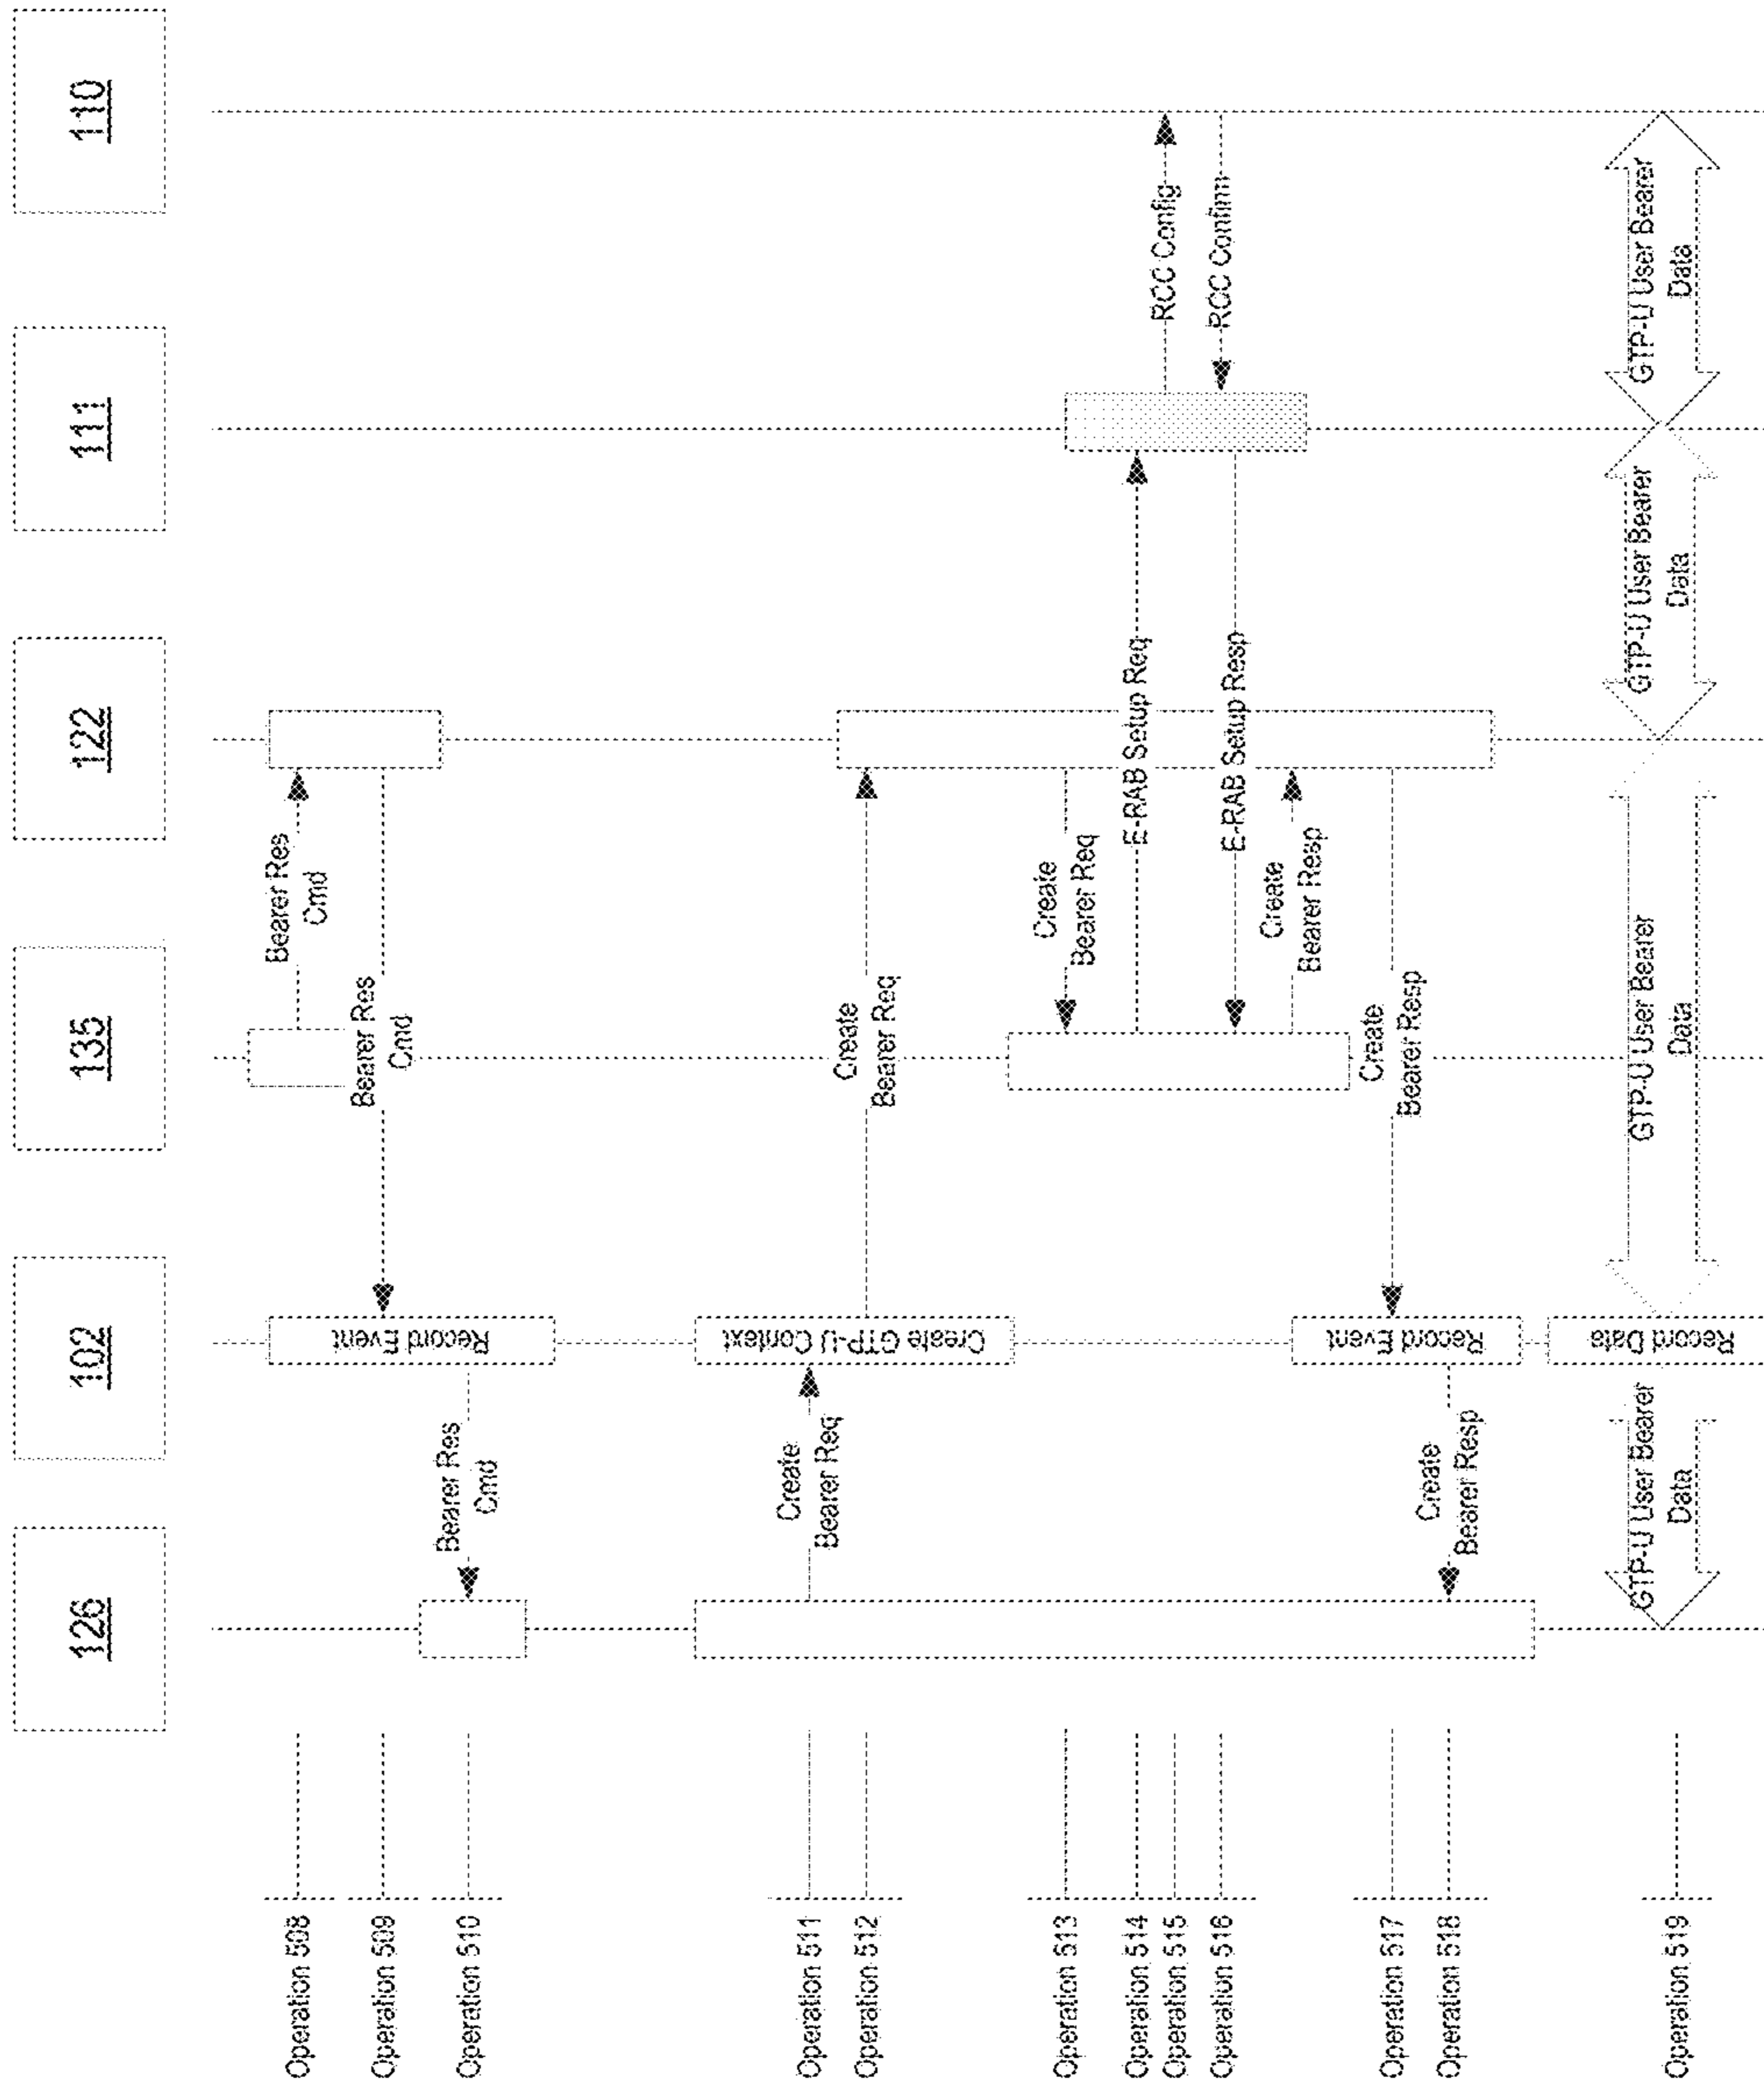 126
102
135
122
111
110
Operation 508
Bearer Res
Cmd
Operation 509
Bearer Res
Cmd
Record Event
Operation 510
Bearer Res
Cmd
Operation 511
Create
Bearer Req
Create GTP-U Context
Operation 512
Create
Bearer Req
Operation 513
Create
Bearer Req
Operation 514
E-RAB Setup Req
Operation 515
RCC Config
Operation 516
RCC Confirm
E-RAB Setup Resp
Create
Bearer Resp
Operation 517
Create
Bearer Resp
Record Event
Operation 518
Create
Bearer Resp
Operation 519
GTP-U User Bearer
Data
Record Data
GTP-U User Bearer
Data
GTP-U User Bearer
Data
GTP-U User Bearer
Data